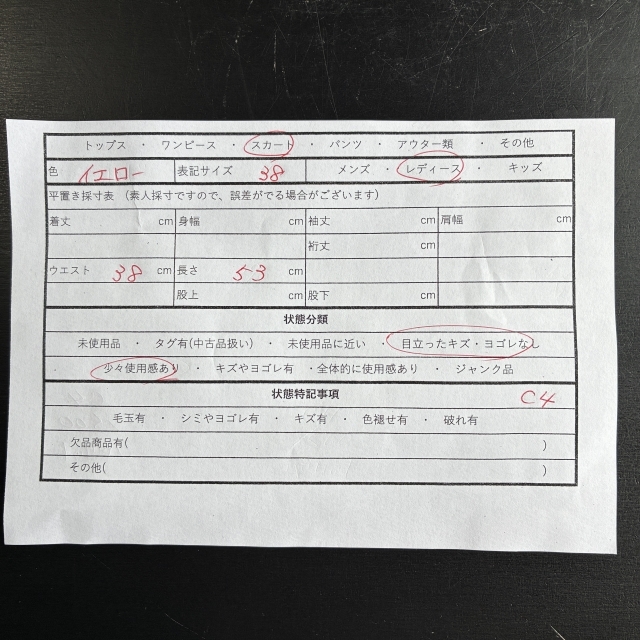 トップス ・ ワンピース ・ スカート ・ パンツ ・ アウター類 ・ その他
色 イエロー 表記サイズ 38 メンズ ・ レディース ・ キッズ
平置き採寸表 (素人採寸ですので、誤差がでる場合がございます)
着丈 cm 身幅 cm 袖丈 cm 肩幅 cm
裄丈 cm
ウエスト 38 cm 長さ 53 cm
股上 cm 股下 cm
状態分類
未使用品 ・ タグ有(中古品扱い) ・ 未使用品に近い ・ 目立ったキズ・ヨゴレなし
少々使用感あり ・ キズやヨゴレ有 ・全体的に使用感あり ・ ジャンク品
状態特記事項 C4
毛玉有 ・ シミやヨゴレ有 ・ キズ有 ・ 色褪せ有 ・ 破れ有
欠品商品有( )
その他( )